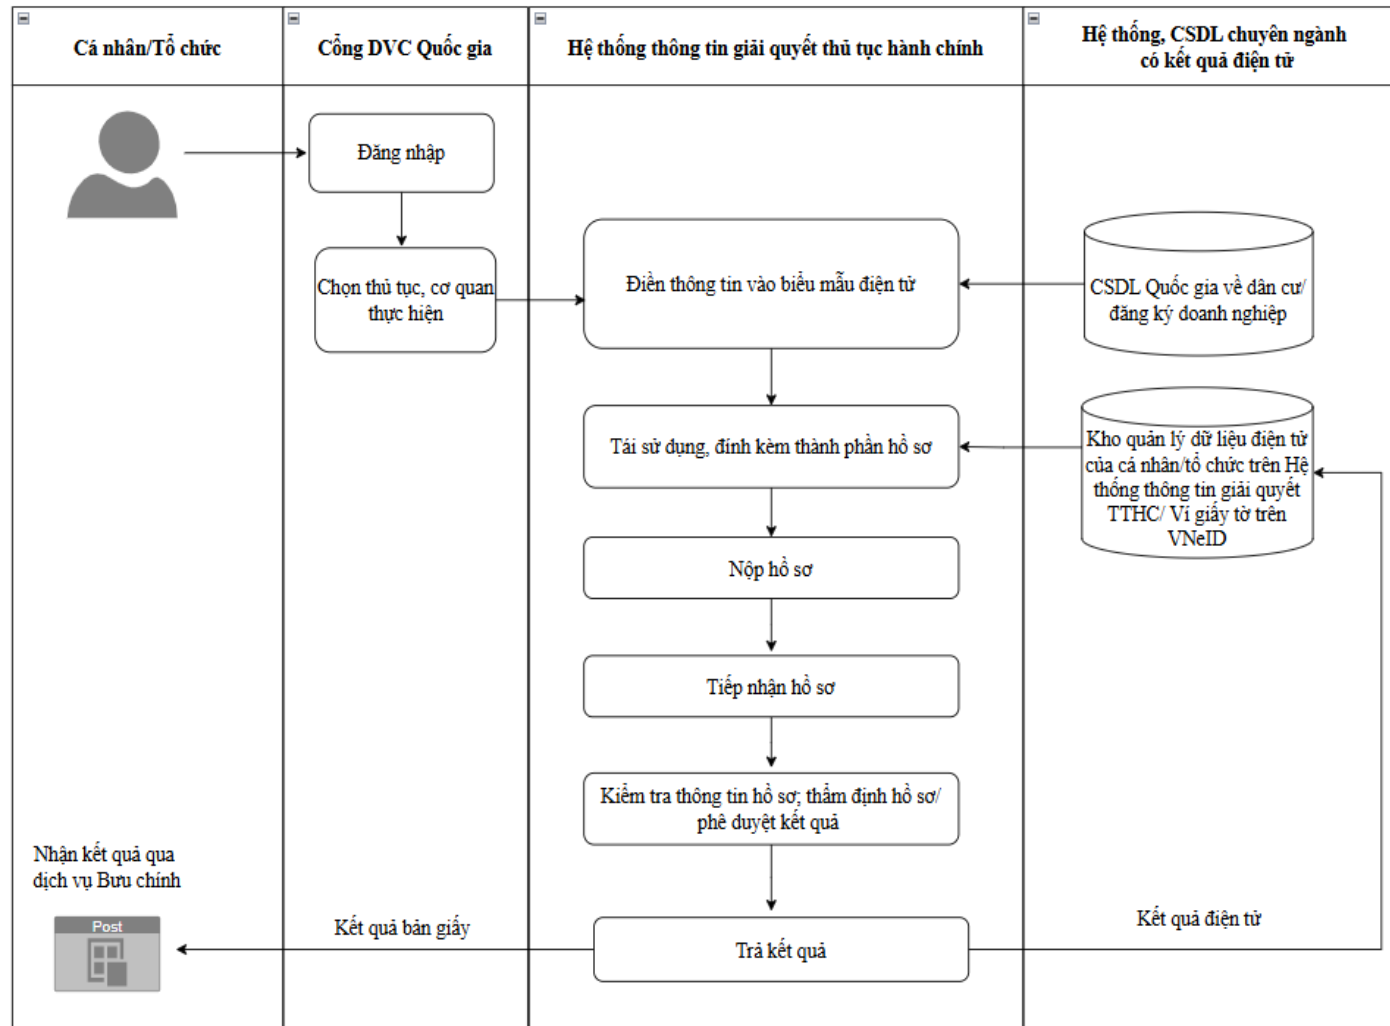 Cá nhân/Tổ chức
Cổng DVC Quốc gia
Hệ thống thông tin giải quyết thủ tục hành chính
Hệ thống, CSDL chuyên ngành
có kết quả điện tử
Đăng nhập
Chọn thủ tục, cơ quan
thực hiện
Điền thông tin vào biểu mẫu điện tử
CSDL Quốc gia về dân cư/
đăng ký doanh nghiệp
Tái sử dụng, đính kèm thành phần hồ sơ
Kho quản lý dữ liệu điện tử
của cá nhân/tổ chức trên Hệ
thống thông tin giải quyết
TTHC/ Ví giấy tờ trên
VNeID
Nộp hồ sơ
Tiếp nhận hồ sơ
Kiểm tra thông tin hồ sơ; thẩm định hồ sơ/
phê duyệt kết quả
Nhận kết quả qua
dịch vụ Bưu chính
Post
Kết quả bản giấy
Trả kết quả
Kết quả điện tử